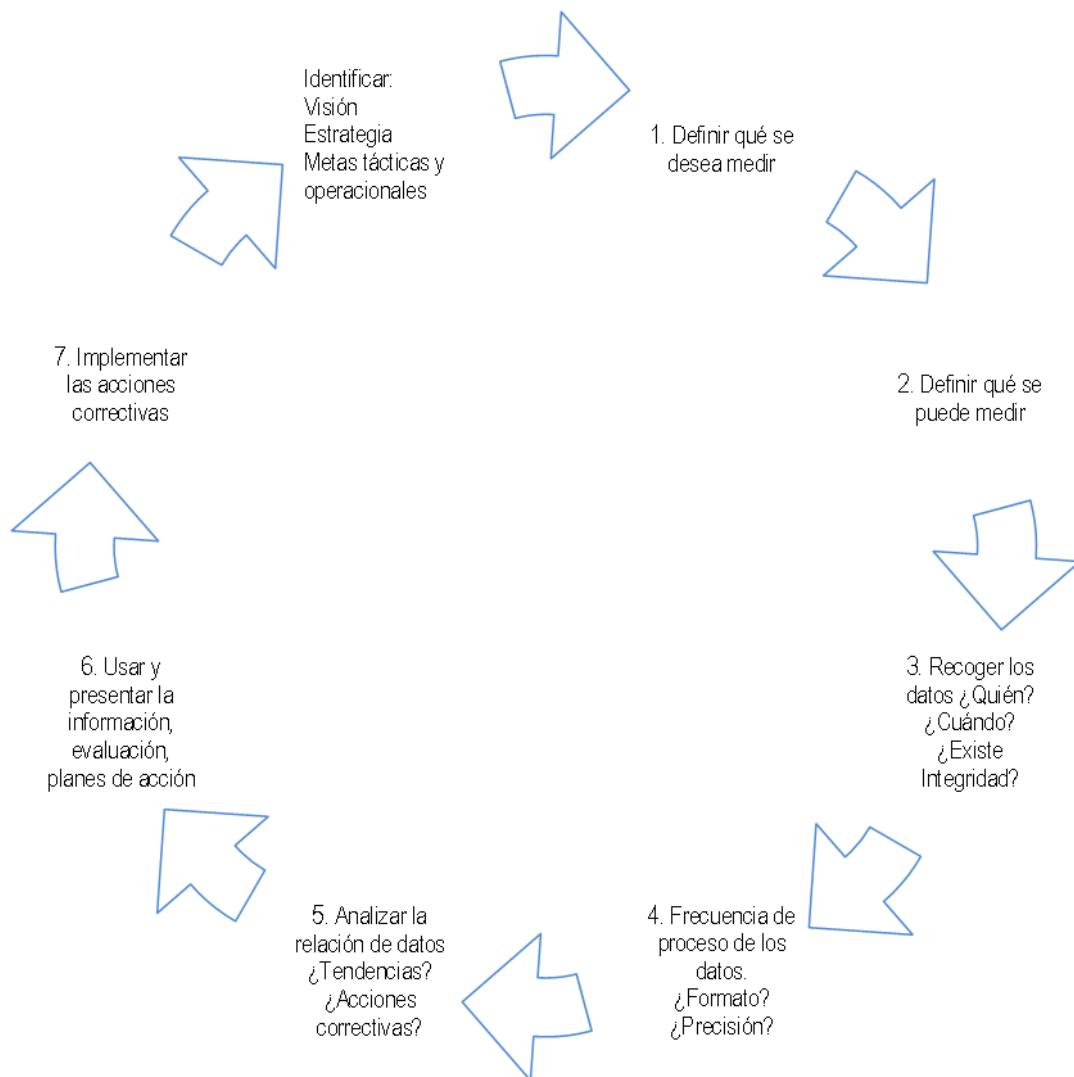 Identificar:
Visión
Estrategia
Metas tácticas y
operacionales
1. Definir qué se
desea medir
2. Definir qué se
puede medir
3. Recoger los
datos ¿Quién?
¿Cuándo?
¿Existe
Integridad?
4. Frecuencia de
proceso de los
datos.
¿Formato?
¿Precisión?
5. Analizar la
relación de datos
¿Tendencias?
¿Acciones
correctivas?
6. Usar y
presentar la
información,
evaluación,
planes de acción
7. Implementar
las acciones
correctivas